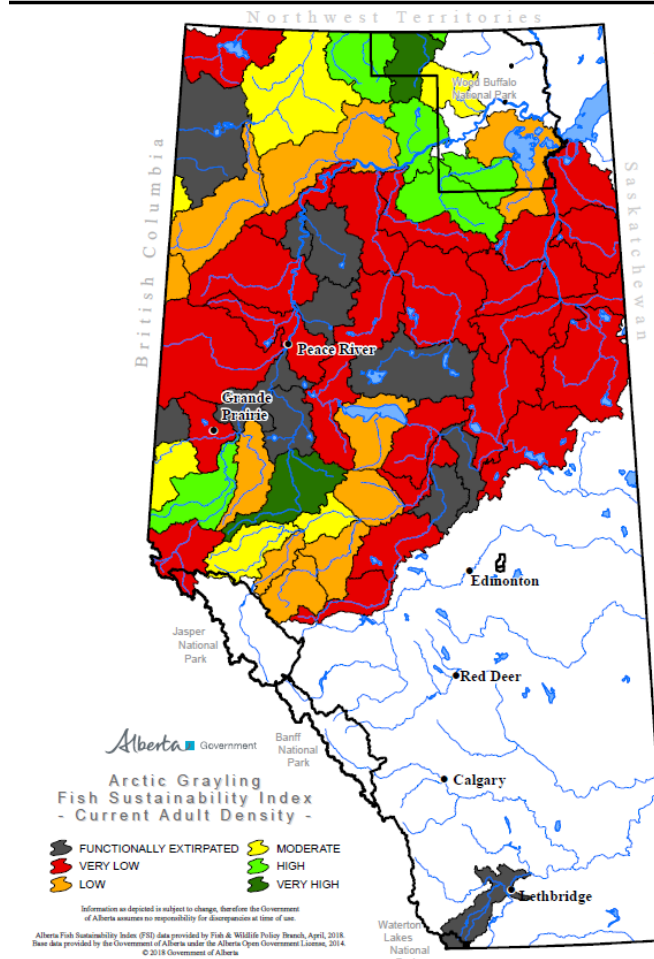 Northwest Territories
Wood Buffalo
National Park
British Columbia
Saskatchewan
Peace River
Grande
Prairie
Edmonton
Jasper
National
Park
Red Deer
Alberta Government
Banff
National
Park
Arctic Grayling
Fish Sustainability Index
- Current Adult Density -
Calgary
FUNCTIONALLY EXTIRPATED
MODERATE
VERY LOW
HIGH
LOW
VERY HIGH
Lethbridge
Information as depicted is subject to change, therefore the Government
of Alberta assumes no responsibility for discrepancies at time of use.
Waterton
Lakes
National
Alberta Fish Sustainability Index (FSI) data provided by Fish & Wildlife Policy Branch, April, 2018.
Base data provided by the Government of Alberta under the Alberta Open Government License, 2014.
© 2018 Government of Alberta